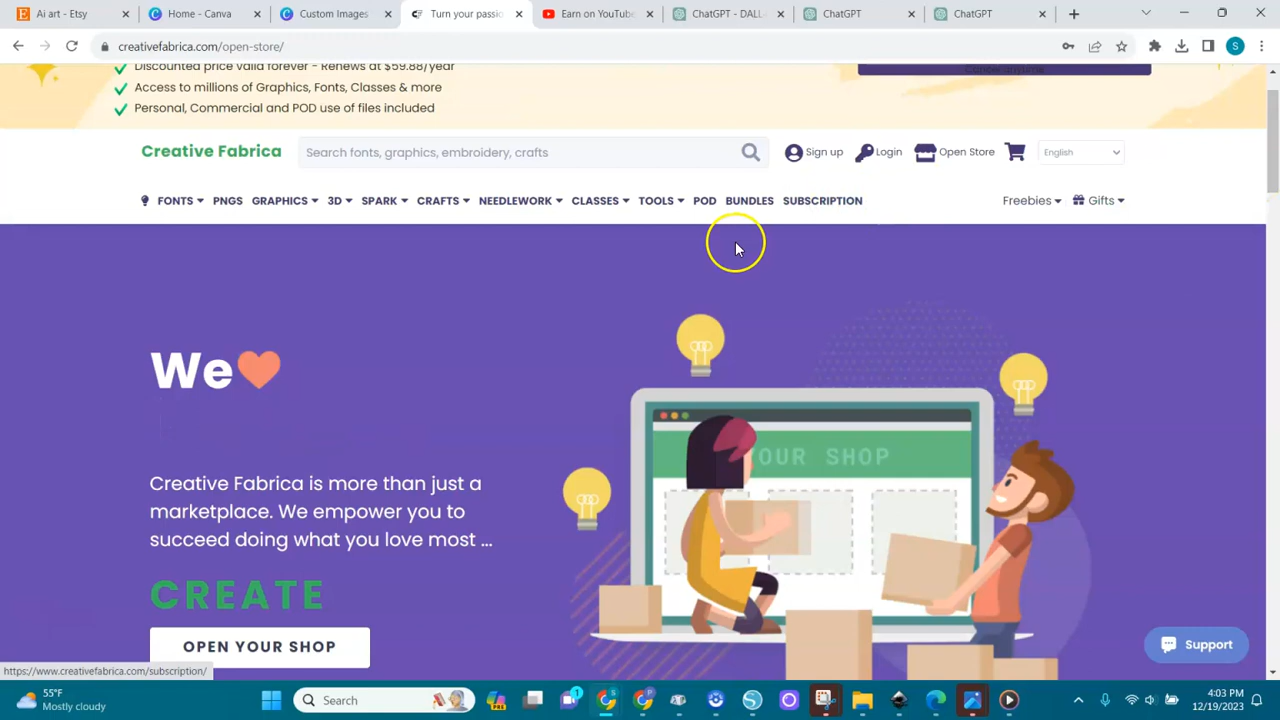 Ai art - Etsy
Home - Canva
Custom Images
Turn your passio
Earn on YouTube
ChatGPT - DALL
ChatGPT
ChatGPT
creativefabrica.com/open-store/
S
Discounted price valid forever - Renews at $59.88/year
Cancel anytime
Access to millions of Graphics, Fonts, Classes & more
Personal, Commercial and POD use of files included
Creative Fabrica
Search fonts, graphics, embroidery, crafts
Sign up
Login
Open Store
English
FONTS
PNGS
GRAPHICS
3D
SPARK
CRAFTS
NEEDLEWORK
CLASSES
TOOLS
POD
BUNDLES
SUBSCRIPTION
Freebies
Gifts
We
YOUR SHOP
Creative Fabrica is more than just a
marketplace. We empower you to
succeed doing what you love most ...
CREATE
OPEN YOUR SHOP
Support
https://www.creativefabrica.com/subscription/
55°F
Mostly cloudy
Search
1
4:03 PM
12/19/2023